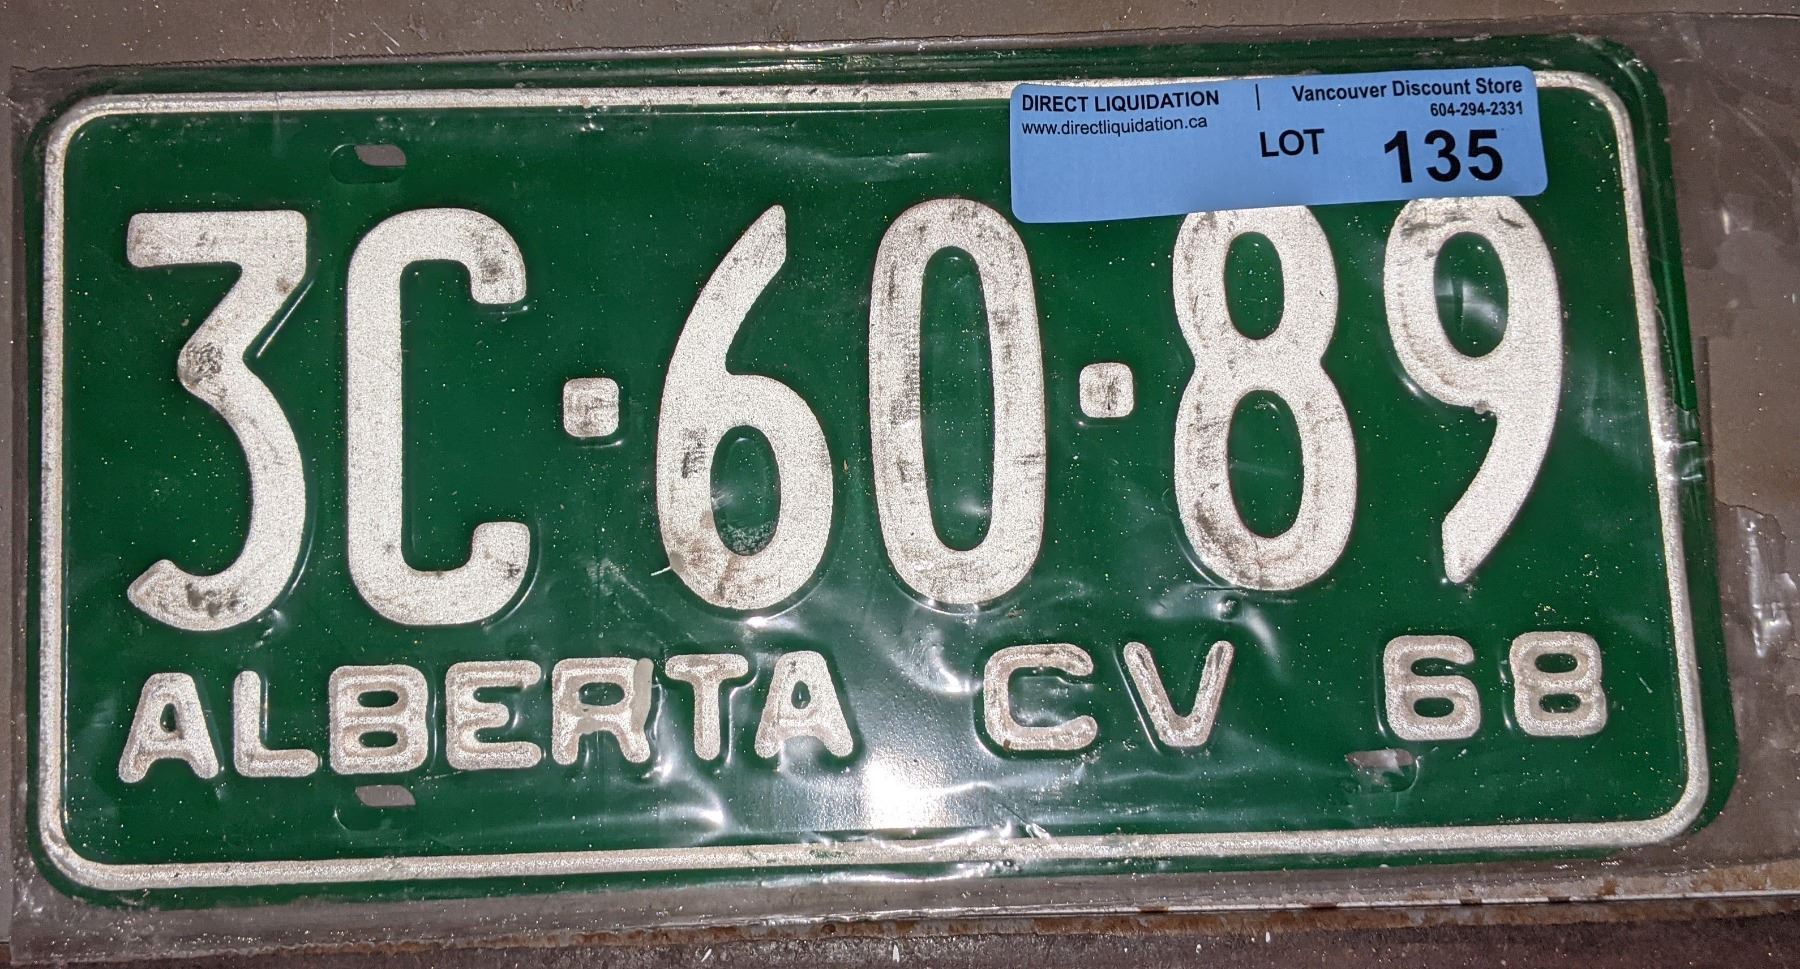 DIRECT LIQUIDATION | Vancouver Discount Store
www.directliquidation.ca 604-294-2331
LOT 135
3C·60·89
ALBERTA CV 68